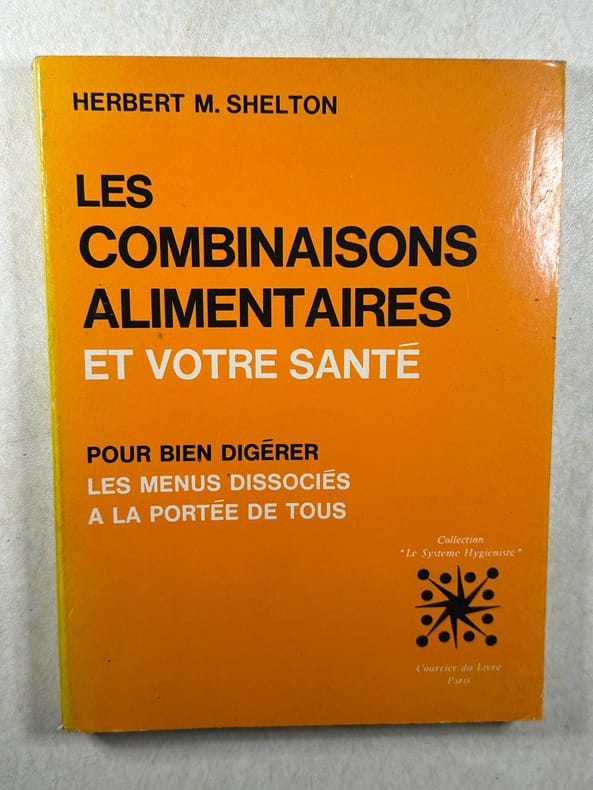 HERBERT M. SHELTON
LES
COMBINAISONS
ALIMENTAIRES
ET VOTRE SANTÉ
POUR BIEN DIGÉRER
LES MENUS DISSOCIÉS
A LA PORTÉE DE TOUS
Collection
"Le Système Hygieniste"
Courrier du Livre
Paris